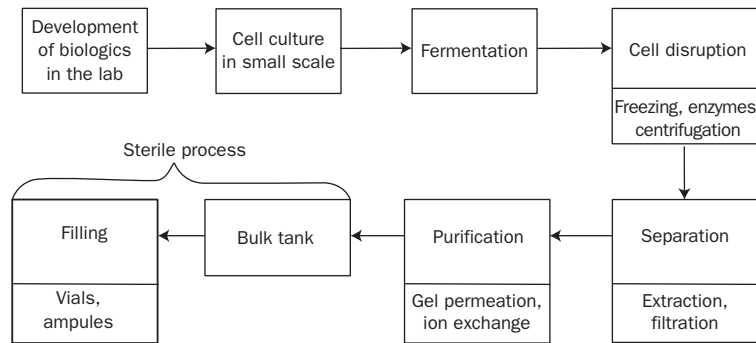 Development
of biologics
in the lab
Cell culture
in small scale
Fermentation
Cell disruption
Freezing, enzymes,
centrifugation
Sterile process
Filling
Vials,
ampules
Bulk tank
Purification
Gel permeation,
ion exchange
Separation
Extraction,
filtration